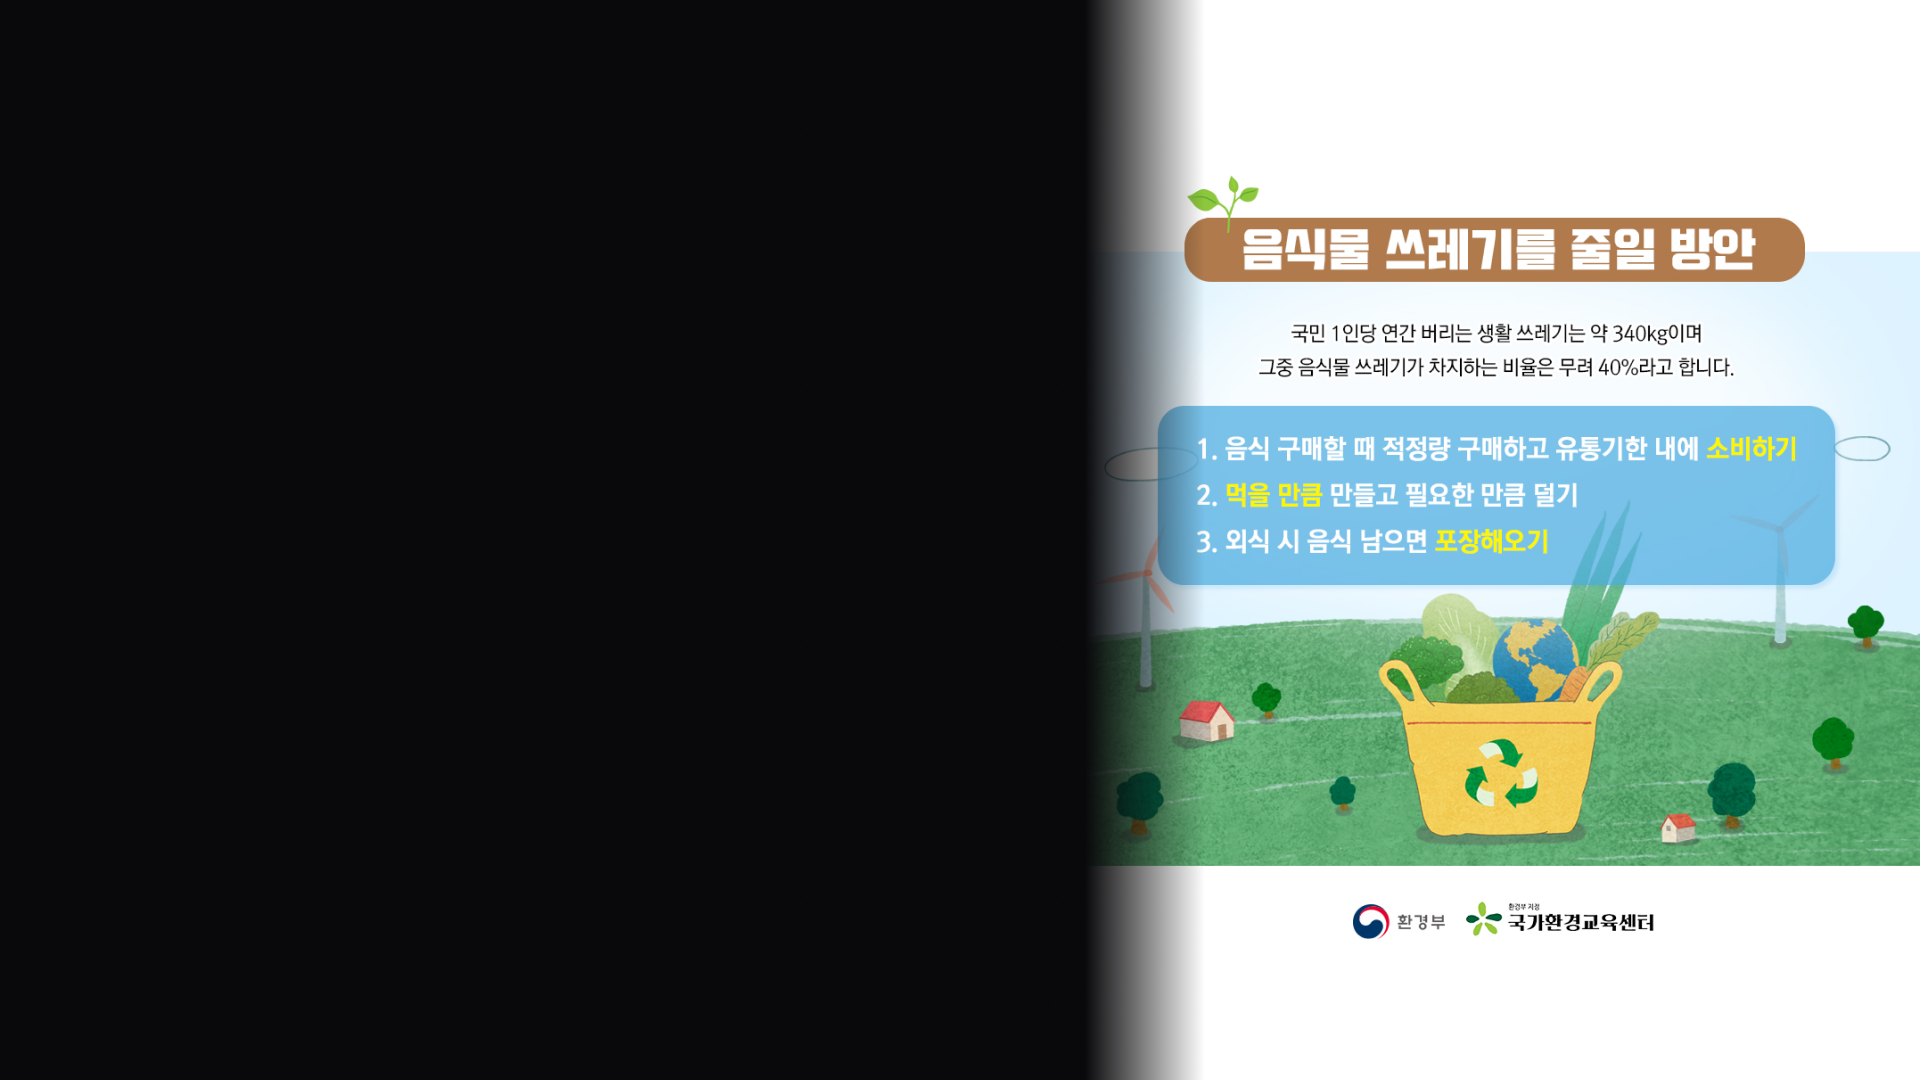 음식물 쓰레기를 줄일 방안
국민 1인당 연간 버리는 생활 쓰레기는 약 340kg이며
그중 음식물 쓰레기가 차지하는 비율은 무려 40%라고 합니다.
1. 음식 구매할 때 적정량 구매하고 유통기한 내에 소비하기
2. 먹을 만큼 만들고 필요한 만큼 덜기
3. 외식 시 음식 남으면 포장해오기
환경부
환경부 지정
국가환경교육센터